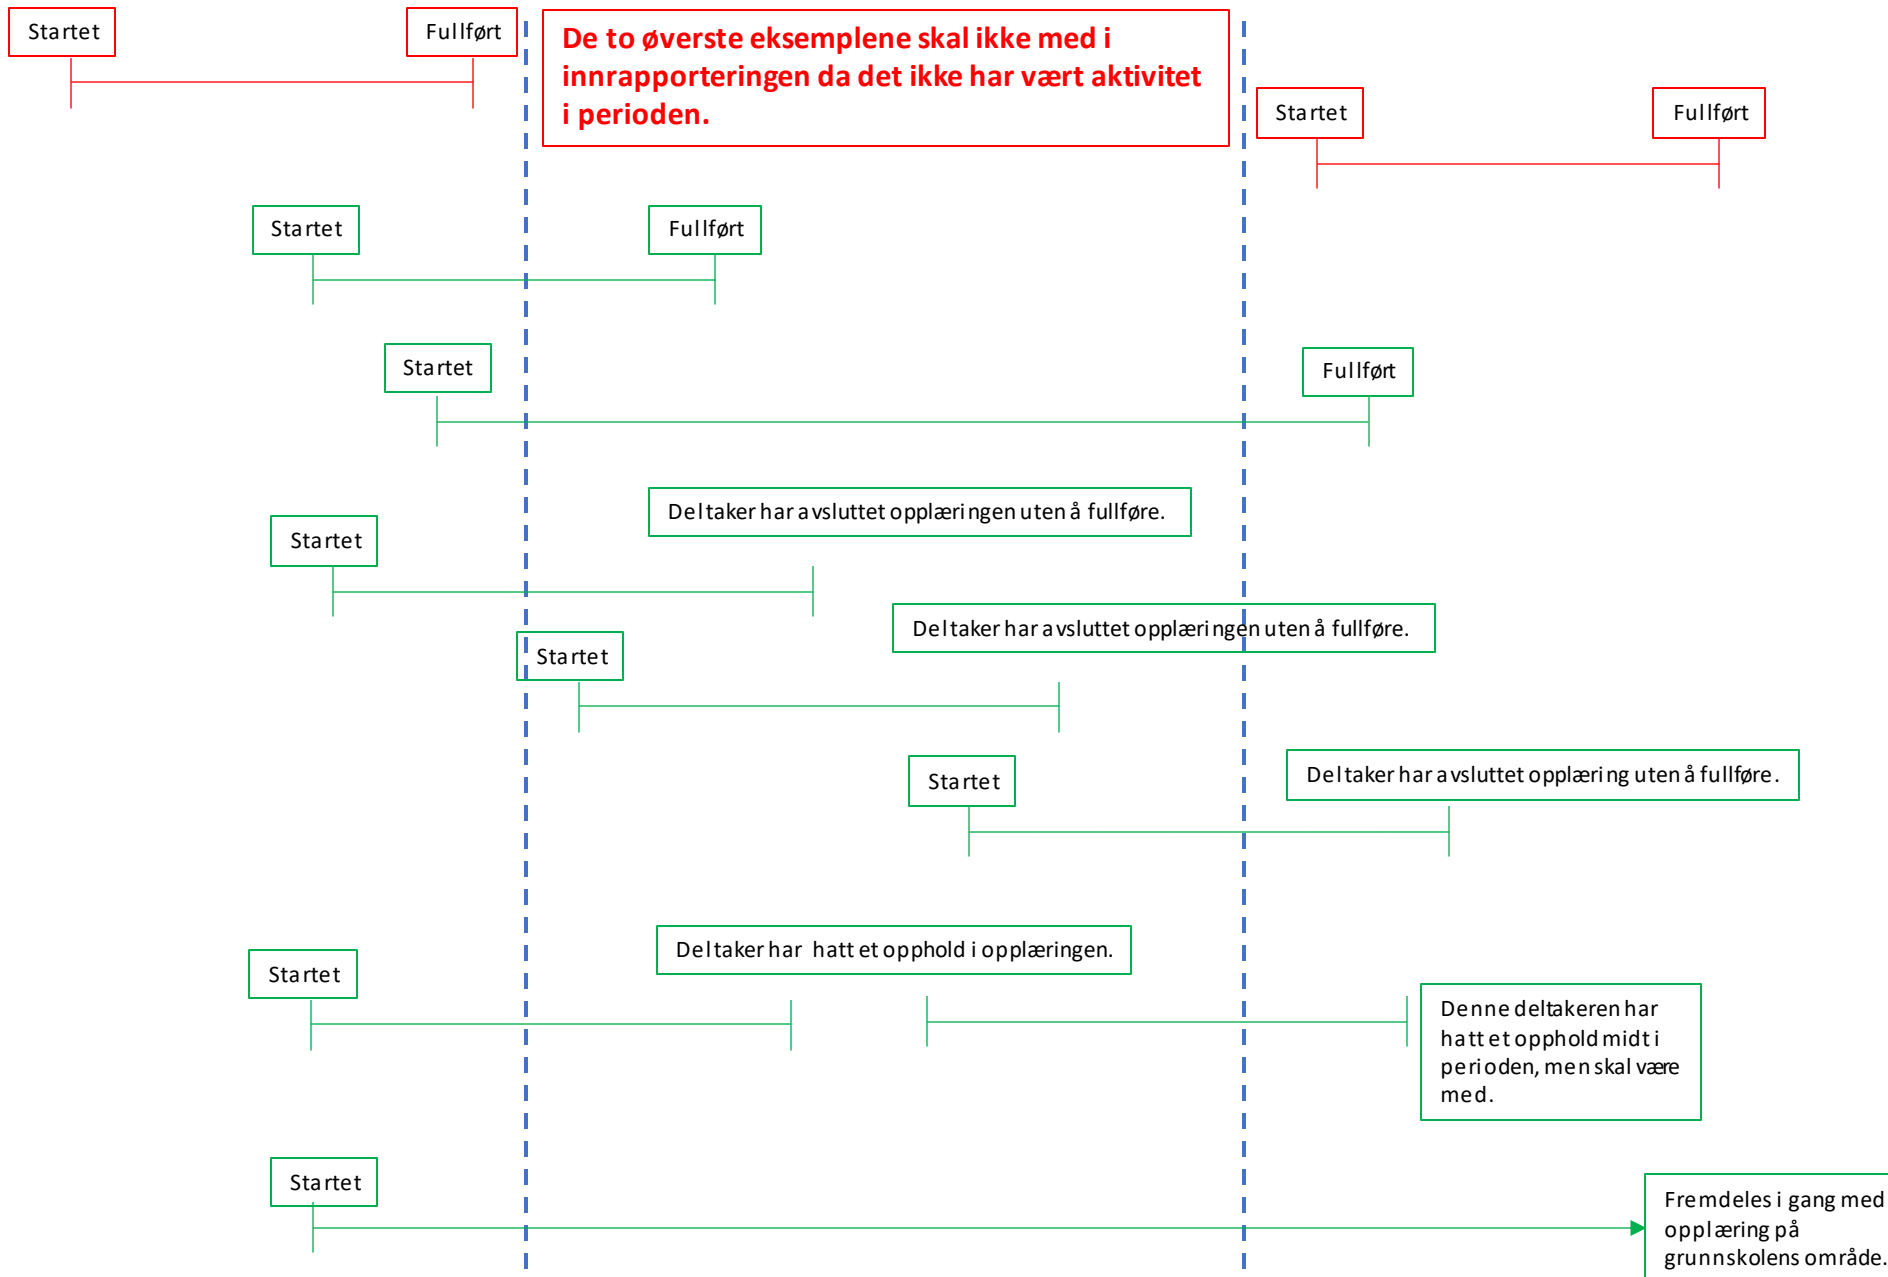 Startet
Fullført
De to øverste eksemplene skal ikke med i
innrapporteringen da det ikke har vært aktivitet
i perioden.
Startet
Fullført
Startet
Fullført
Startet
Fullført
Deltaker har avsluttet opplæringen uten å fullføre.
Startet
Deltaker har avsluttet opplæringen uten å fullføre.
Startet
Deltaker har avsluttet opplæring uten å fullføre.
Startet
Deltaker har hatt et opphold i opplæringen.
Startet
Denne deltakeren har
hatt et opphold midt i
perioden, men skal være
med.
Startet
Fremdeles i gang med
opplæring på
grunnskolens område.